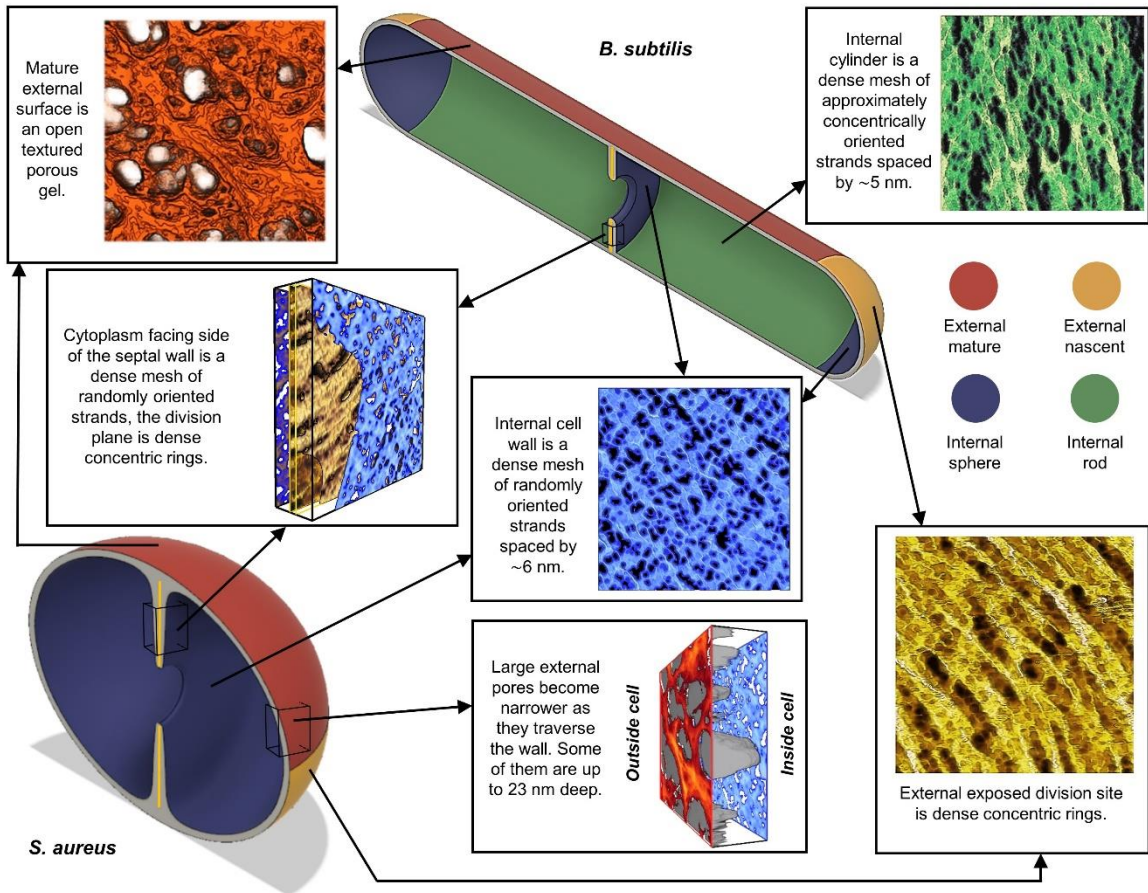 Mature
external
surface is
an open
textured
porous
gel.
B. subtilis
Internal
cylinder is a
dense mesh of
approximately
concentrically
oriented
strands spaced
by ~5 nm.
External
mature
External
nascent
Internal
sphere
Internal
rod
Cytoplasm facing side
of the septal wall is a
dense mesh of
randomly oriented
strands, the division
plane is dense
concentric rings.
Internal cell
wall is a
dense mesh
of randomly
oriented
strands
spaced by
~6 nm.
Large external
pores become
narrower as
they traverse
the wall. Some
of them are up
to 23 nm deep.
Outside cell
Inside cell
External exposed division site
is dense concentric rings.
S. aureus